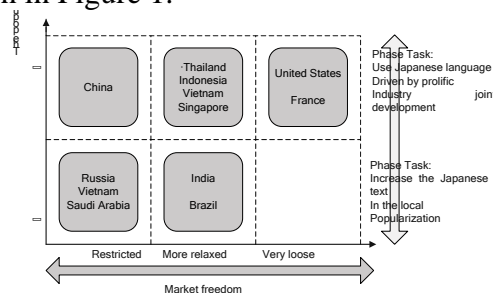 n in Figure 1.
China
·Thailand
Indonesia
Vietnam
Singapore
United States
France
Phase Task:
Use Japanese language
Driven by prolific
Industry join
development
Russia
Vietnam
Saudi Arabia
India
Brazil
Phase Task:
Increase the Japanese
text
In the local
Popularization
Restricted More relaxed Very loose
Market freedom